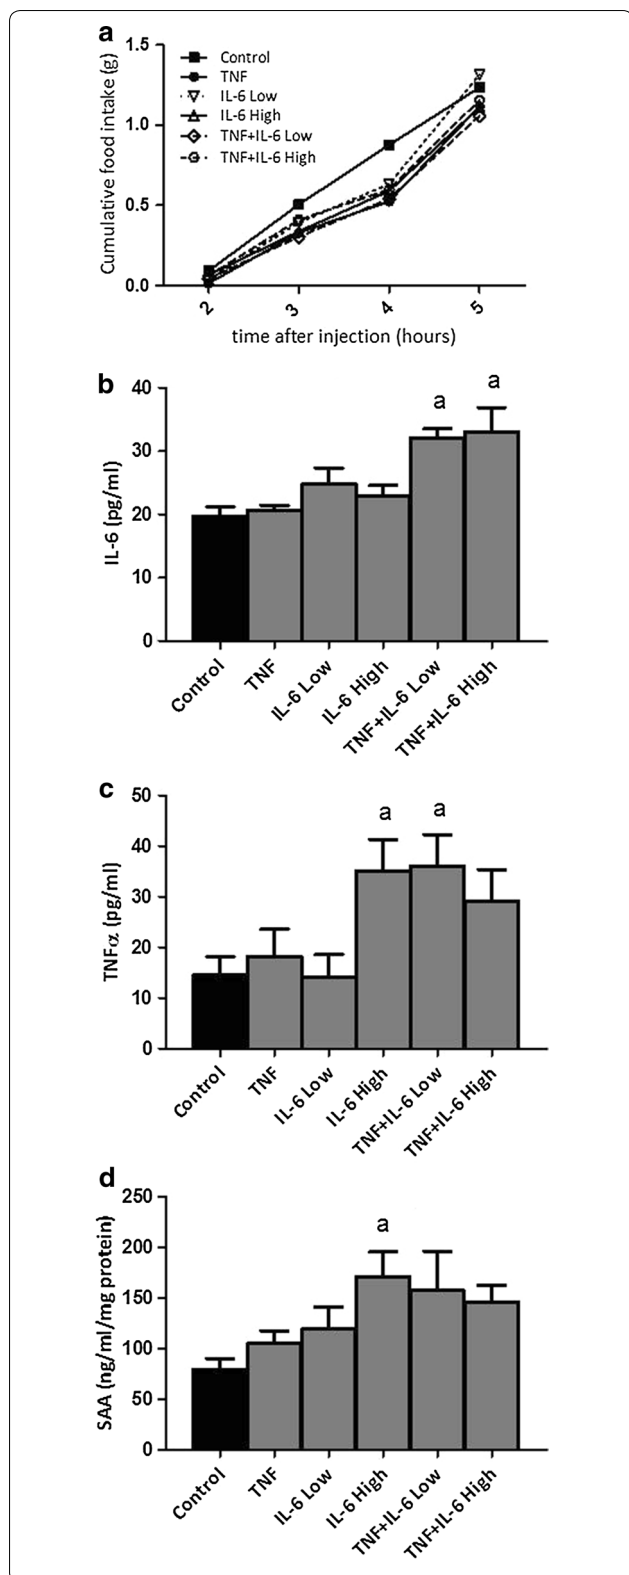 a
Cumulative food intake (g)
1.5
1.0
0.5
0.0
Control
TNF
IL-6 Low
IL-6 High
TNF+IL-6 Low
TNF+IL-6 High
2
3
4
5
time after injection (hours)
b
IL-6 (pg/ml)
40
30
20
10
0
a
a
Control
TNF
IL-6 Low
IL-6 High
TNF+IL-6 Low
TNF+IL-6 High
c
TNFα (pg/ml)
50
40
30
20
10
0
a
a
Control
TNF
IL-6 Low
IL-6 High
TNF+IL-6 Low
TNF+IL-6 High
d
SAA (ng/ml/mg protein)
250
200
150
100
50
0
a
Control
TNF
IL-6 Low
IL-6 High
TNF+IL-6 Low
TNF+IL-6 High